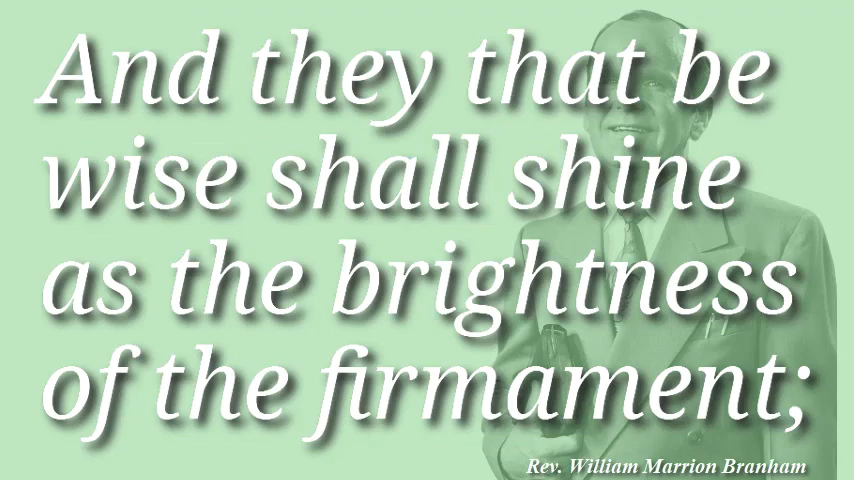 And they that be
wise shall shine
as the brightness
of the firmament;
Rev. William Marrion Branham